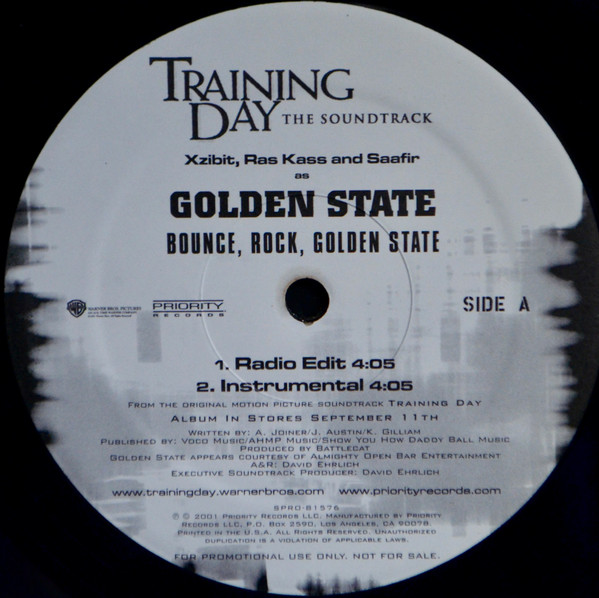 TRAINING
DAY THE SOUNDTRACK
Xzibit, Ras Kass and Saafir
as
GOLDEN STATE
BOUNCE, ROCK, GOLDEN STATE
WARNER BROS. PICTURES
PRIORITY
RECORDS
SIDE A
1. Radio Edit 4:05
2. Instrumental 4:05
FROM THE ORIGINAL MOTION PICTURE SOUNDTRACK TRAINING DAY
ALBUM IN STORES SEPTEMBER 11TH
WRITTEN BY: A. JOINER/J. AUSTIN/K. GILLIAM
PUBLISHED BY: VOCO MUSIC/AHMP MUSIC/SHOW YOU HOW DADDY BALL MUSIC
PRODUCED BY BATTLECAT
GOLDEN STATE APPEARS COURTESY OF ALMIGHTY OPEN BAR ENTERTAINMENT
A&R: DAVID EHRLICH
EXECUTIVE SOUNDTRACK PRODUCER: DAVID EHRLICH
www.trainingday.warnerbros.com www.priorityrecords.com
SPRO-81576
℗ © 2001 PRIORITY RECORDS LLC. MANUFACTURED BY PRIORITY
RECORDS LLC, P.O. BOX 2590, LOS ANGELES, CA 90078.
PRINTED IN THE U.S.A. ALL RIGHTS RESERVED. UNAUTHORIZED
DUPLICATION IS A VIOLATION OF APPLICABLE LAWS.
FOR PROMOTIONAL USE ONLY. NOT FOR SALE.